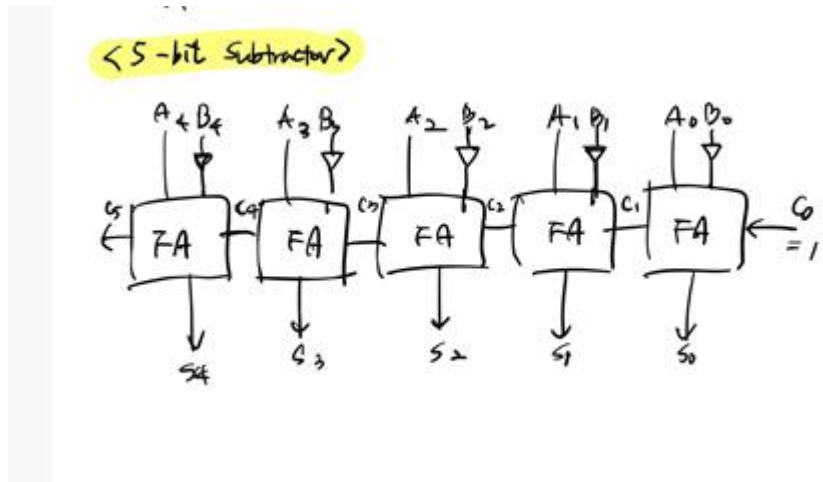 <5-bit Subtractor>
A4 B4 A3 B3 A2 B2 A1 B1 A0 B0
C5 C4 C3 C2 C1 C0
FA FA FA FA FA
= 1
S4 S3 S2 S1 S0